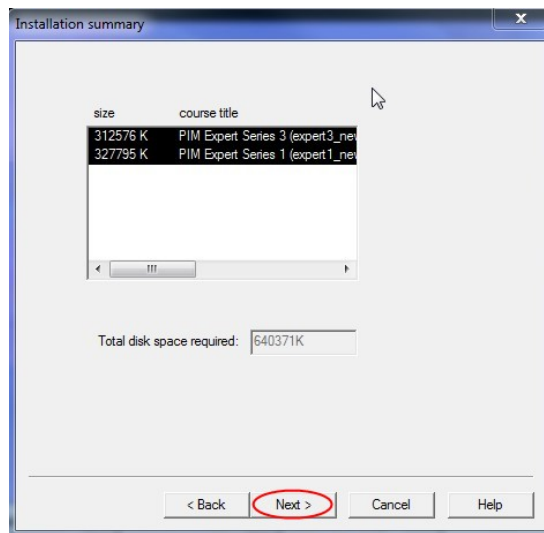 Installation summary
size course title
312576 K PIM Expert Series 3 (expert3_new
327795 K PIM Expert Series 1 (expert1_new
Total disk space required: 640371K
< Back Next > Cancel Help